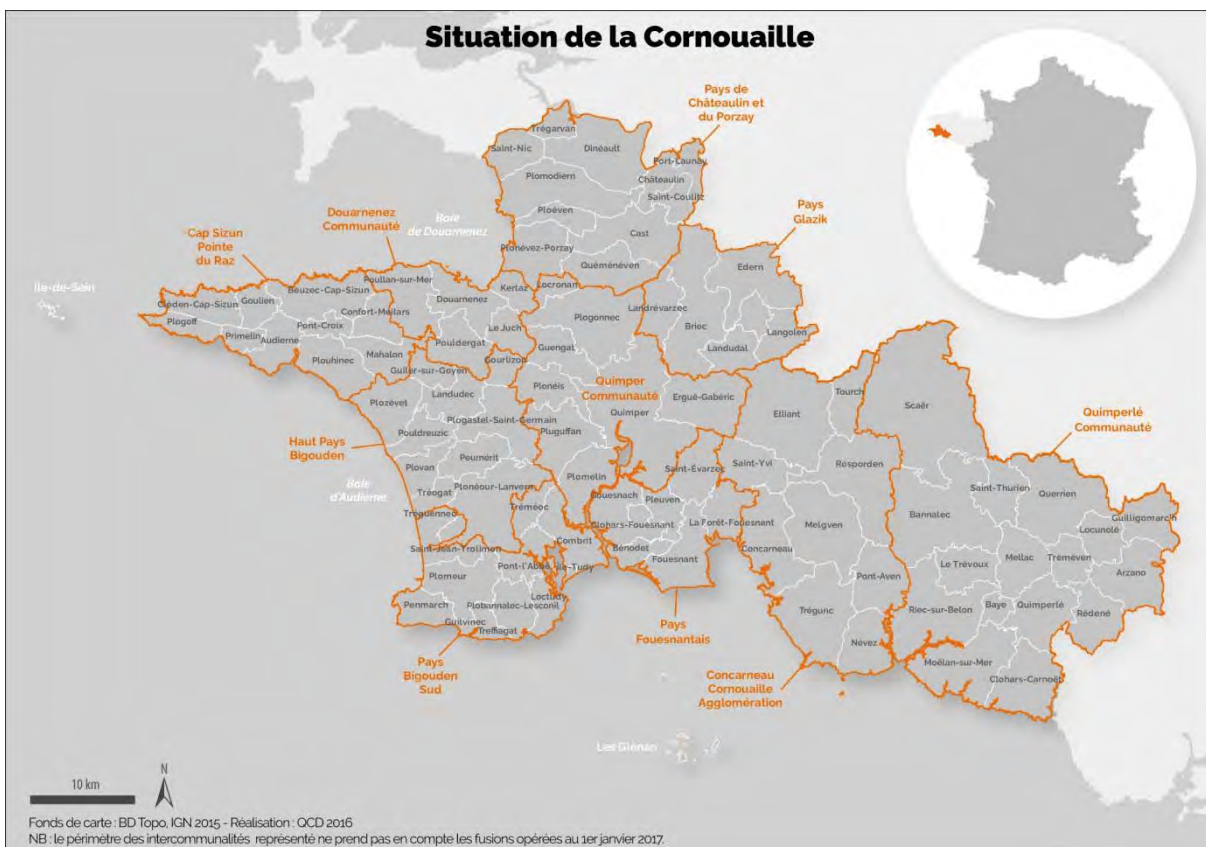 Situation de la Cornouaille
Pays de
Châteaulin et
du Porzay
Trégarvan
Saint-Nic
Dinéault
Port-Launay
Plomodiern
Châteaulin
Saint-Coulitz
Ploéven
Cast
Plonévez-Porzay
Quéménéven
Douarnenez
Communauté
Baie
de Douarnenez
Pays
Glazik
Cap Sizun
Pointe
du Raz
Île-de-Sein
Edern
Poullan-sur-Mer
Kerlaz
Locronan
Beuzec-Cap-Sizun
Goulien
Cléden-Cap-Sizun
Douarnenez
Landrévarzec
Confort-Meilars
Plogonnec
Plogoff
Pont-Croix
Le Juch
Briec
Langolen
Primelin
Audierne
Pouldergat
Guengat
Landudal
Plouhinec
Mahalon
Gourlizon
Guiler-sur-Goyen
Plonéis
Quimper
Communauté
Landudec
Ergué-Gabéric
Elliant
Tourch
Scaër
Plozévet
Quimper
Quimperlé
Communauté
Plogastel-Saint-Germain
Pluguffan
Pouldreuzic
Haut Pays
Bigouden
Peumérit
Saint-Évarzec
Saint-Yvi
Rosporden
Plovan
Plomelin
Baie
d'Audierne
Plonéour-Lanvern
Saint-Thurien
Querrien
Tréogat
Gouesnach
Pleuven
Tréméoc
Bannalec
Guilligomarc'h
Tréguennec
Clohars-Fouesnant
La Forêt-Fouesnant
Melgven
Locunolé
Saint-Jean-Trolimon
Combrit
Bénodet
Fouesnant
Concarneau
Mellac
Tréméven
Le Trévoux
Arzano
Pont-l'Abbé
Île-Tudy
Plomeur
Pont-Aven
Loctudy
Penmarch
Plobannalec-Lesconil
Trégunc
Riec-sur-Belon
Baye
Quimperlé
Rédené
Guilvinec
Treffiagat
Névez
Pays
Fouesnantais
Moëlan-sur-Mer
Clohars-Carnoët
Pays
Bigouden
Sud
Concarneau
Cornouaille
Agglomération
Les Glénan
10 km
N
Fonds de carte : BD Topo, IGN 2015 - Réalisation : QCD 2016
NB : le périmètre des intercommunalités représenté ne prend pas en compte les fusions opérées au 1er janvier 2017.